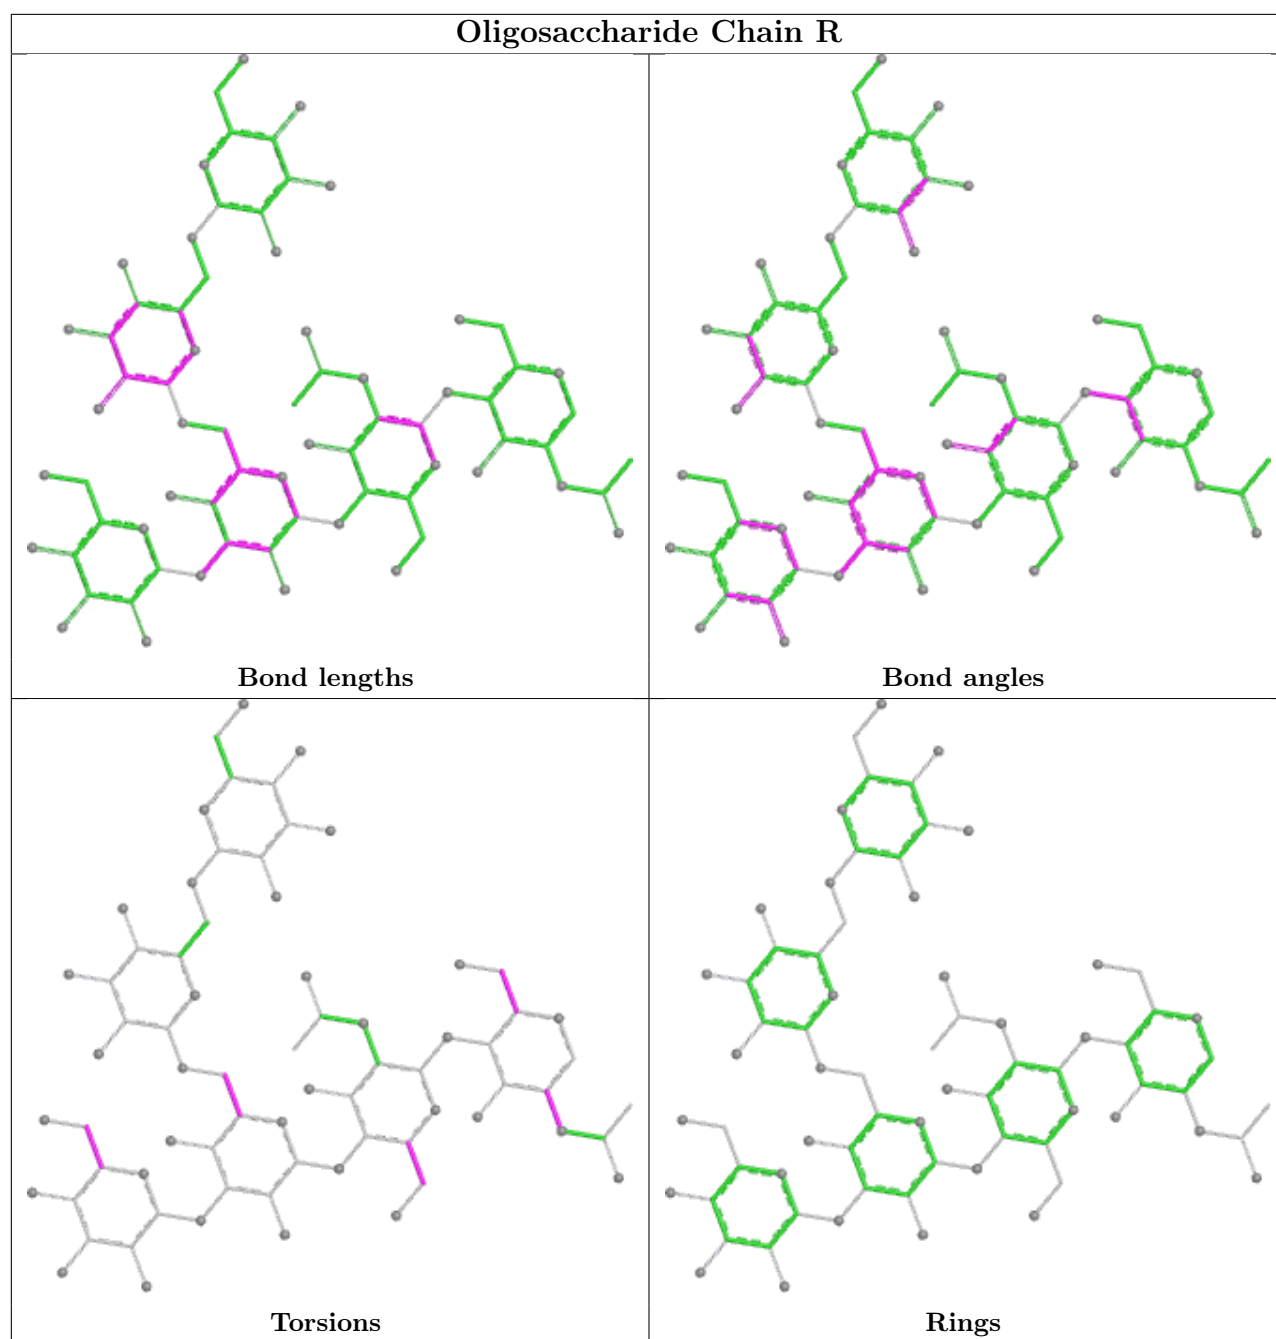 Oligosaccharide Chain R
Bond lengths
Bond angles
Torsions
Rings